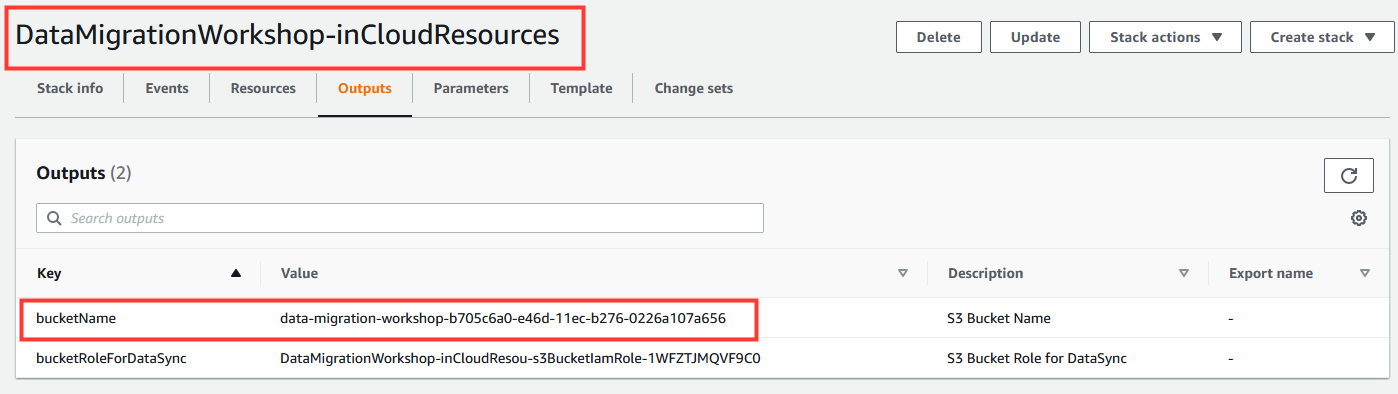 DataMigrationWorkshop-inCloudResources
Delete Update Stack actions Create stack
Stack info Events Resources Outputs Parameters Template Change sets
Outputs (2)
Search outputs
Key Value Description Export name
bucketName data-migration-workshop-b705c6a0-e46d-11ec-b276-0226a107a656 S3 Bucket Name -
bucketRoleForDataSync DataMigrationWorkshop-inCloudResou-s3BucketIamRole-1WFZTJMQVF9C0 S3 Bucket Role for DataSync -